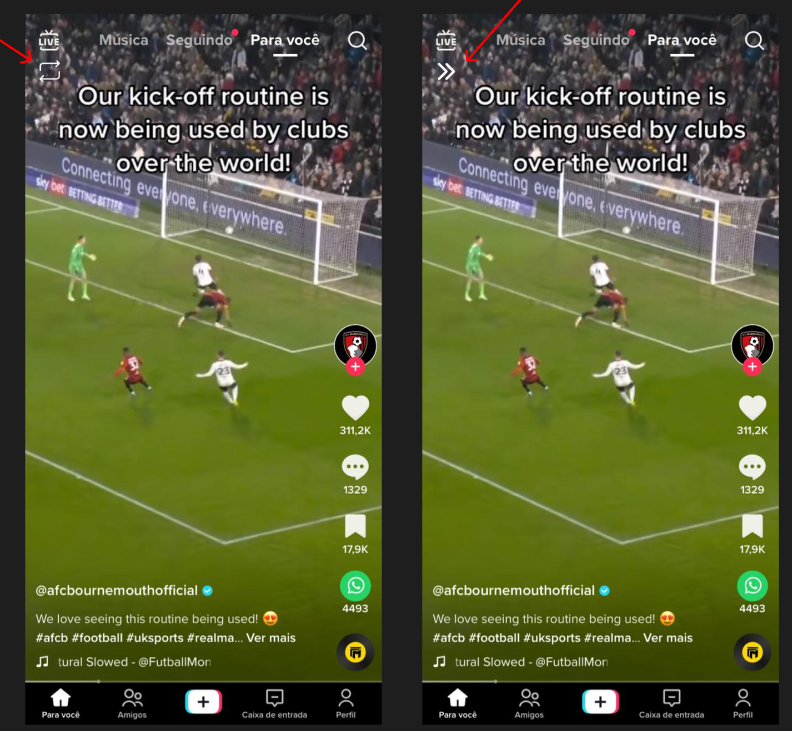 LIVE
Música Seguindo Para você
Our kick-off routine is
now being used by clubs
over the world!
Connecting everyone, everywhere.
sky bet BETTING BETTER
32
23
311,2K
1329
17,9K
4493
@afcbournemouthofficial
We love seeing this routine being used! 😍
#afcb #football #uksports #realma... Ver mais
tural Slowed - @FutballMon
Para você
Amigos
Caixa de entrada
Perfil
LIVE
Música Seguindo Para você
Our kick-off routine is
now being used by clubs
over the world!
Connecting everyone, everywhere.
sky bet BETTING BETTER
32
23
311,2K
1329
17,9K
4493
@afcbournemouthofficial
We love seeing this routine being used! 😍
#afcb #football #uksports #realma... Ver mais
tural Slowed - @FutballMon
Para você
Amigos
Caixa de entrada
Perfil